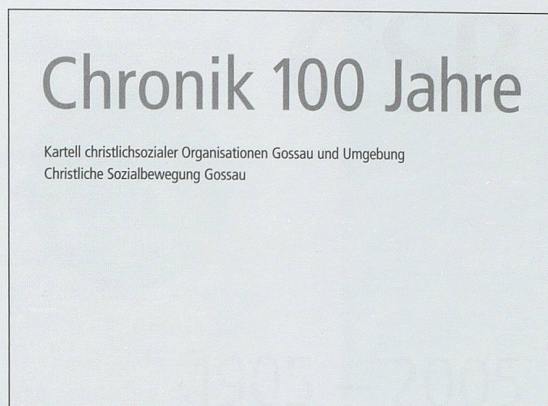 Chronik 100 Jahre
Kartell christlichsozialer Organisationen Gossau und Umgebung
Christliche Sozialbewegung Gossau